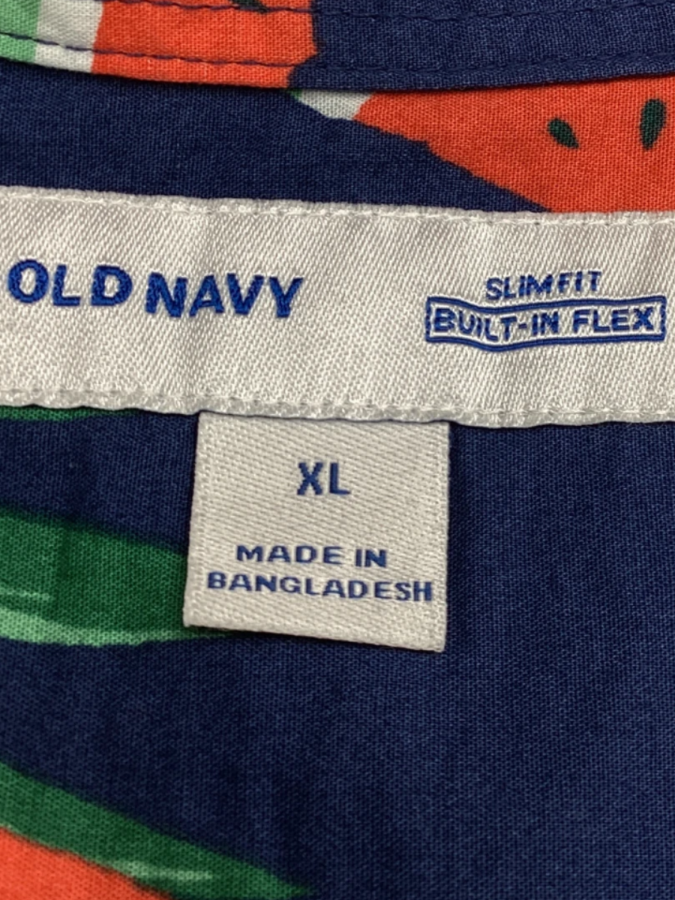 OLD NAVY
SLIM FIT
BUILT-IN FLEX
XL
MADE IN
BANGLADESH